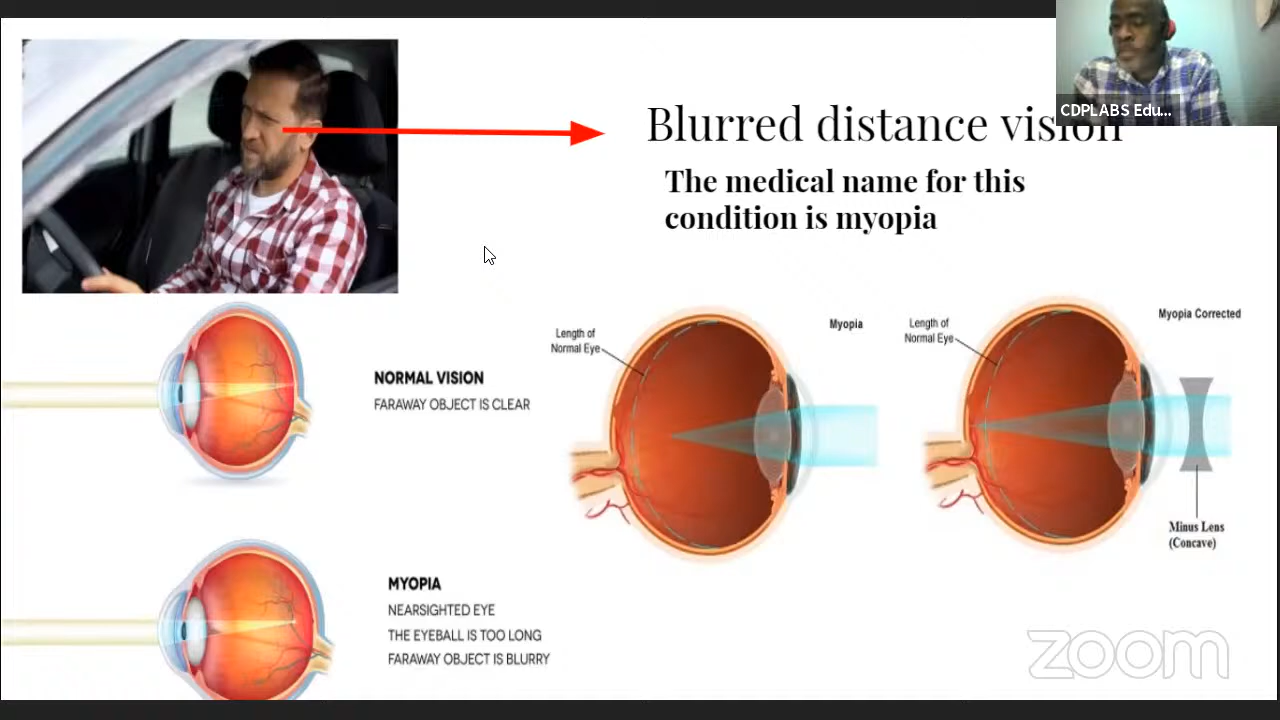 CDPLABS Edu...
Blurred distance vision
The medical name for this
condition is myopia
NORMAL VISION
FARAWAY OBJECT IS CLEAR
Length of
Normal Eye
Myopia
Length of
Normal Eye
Myopia Corrected
Minus Lens
(Concave)
MYOPIA
NEARSIGHTED EYE
THE EYEBALL IS TOO LONG
FARAWAY OBJECT IS BLURRY
zoom